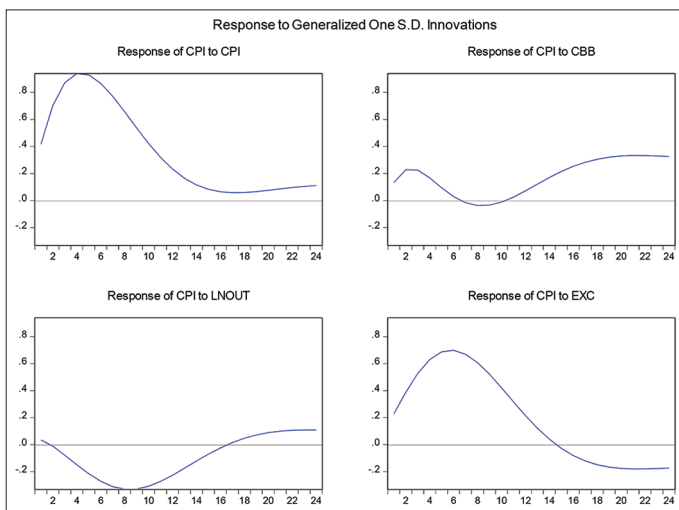 Response to Generalized One S.D. Innovations
Response of CPI to CPI
.8
.6
.4
.2
.0
-.2
2 4 6 8 10 12 14 16 18 20 22 24
Response of CPI to CBB
.8
.6
.4
.2
.0
-.2
2 4 6 8 10 12 14 16 18 20 22 24
Response of CPI to LNOUT
.8
.6
.4
.2
.0
-.2
2 4 6 8 10 12 14 16 18 20 22 24
Response of CPI to EXC
.8
.6
.4
.2
.0
-.2
2 4 6 8 10 12 14 16 18 20 22 24